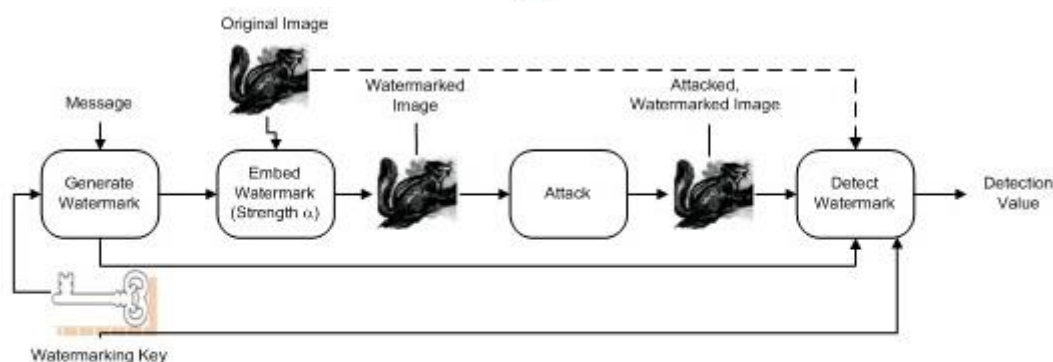 Original Image
Message
Watermarked
Image
Attacked,
Watermarked Image
Generate
Watermark
Embed
Watermark
(Strength α)
Attack
Detect
Watermark
Detection
Value
Watermarking Key